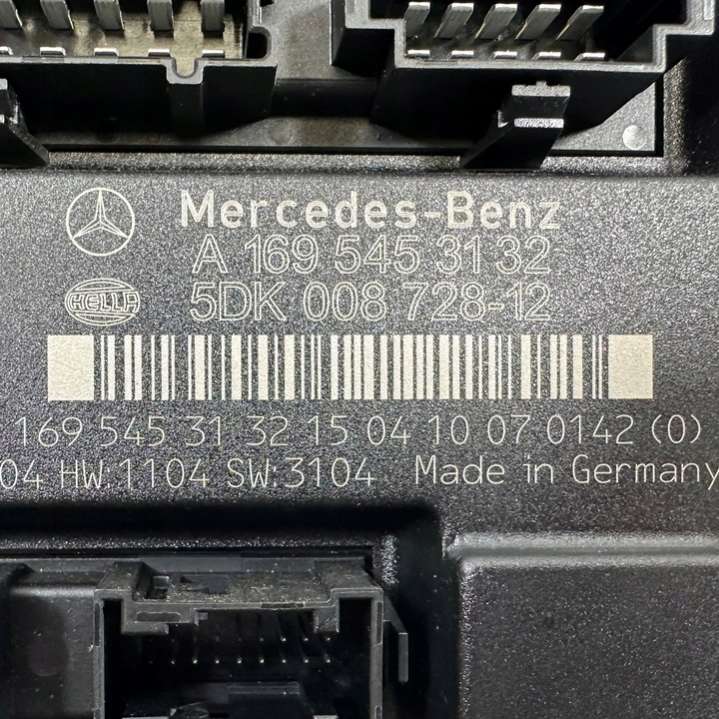 Mercedes-Benz
A 169 545 31 32
HELLA
5DK 008 728-12
169 545 31 32 15 04 10 07 0142 (0)
04 HW:1104 SW:3104 Made in Germany